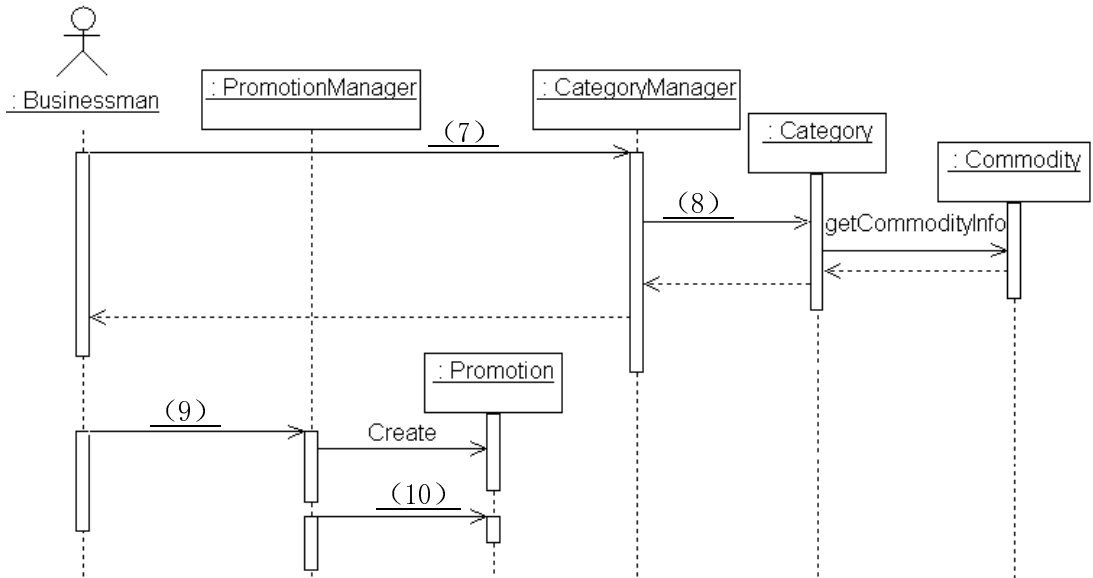 : Businessman
: PromotionManager
: CategoryManager
: Category
: Commodity
（7）
（8）
getCommodityInfo
: Promotion
（9）
Create
（10）